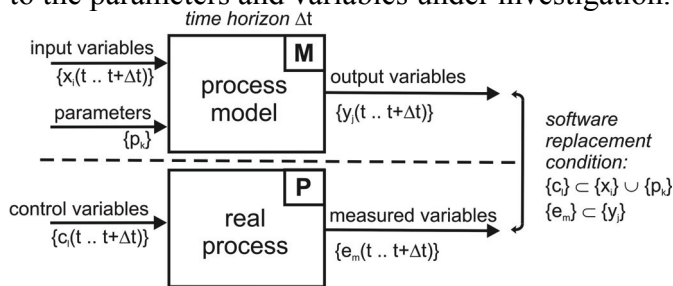 to the parameters and variables under investigation.
time horizon Δt
input variables
{xᵢ(t .. t+Δt)}
parameters
{pₖ}
M
process
model
output variables
{yⱼ(t .. t+Δt)}
software
replacement
condition:
{cₗ} ⊂ {xᵢ} ∪ {pₖ}
{eₘ} ⊂ {yⱼ}
control variables
{cₗ(t .. t+Δt)}
P
real
process
measured variables
{eₘ(t .. t+Δt)}